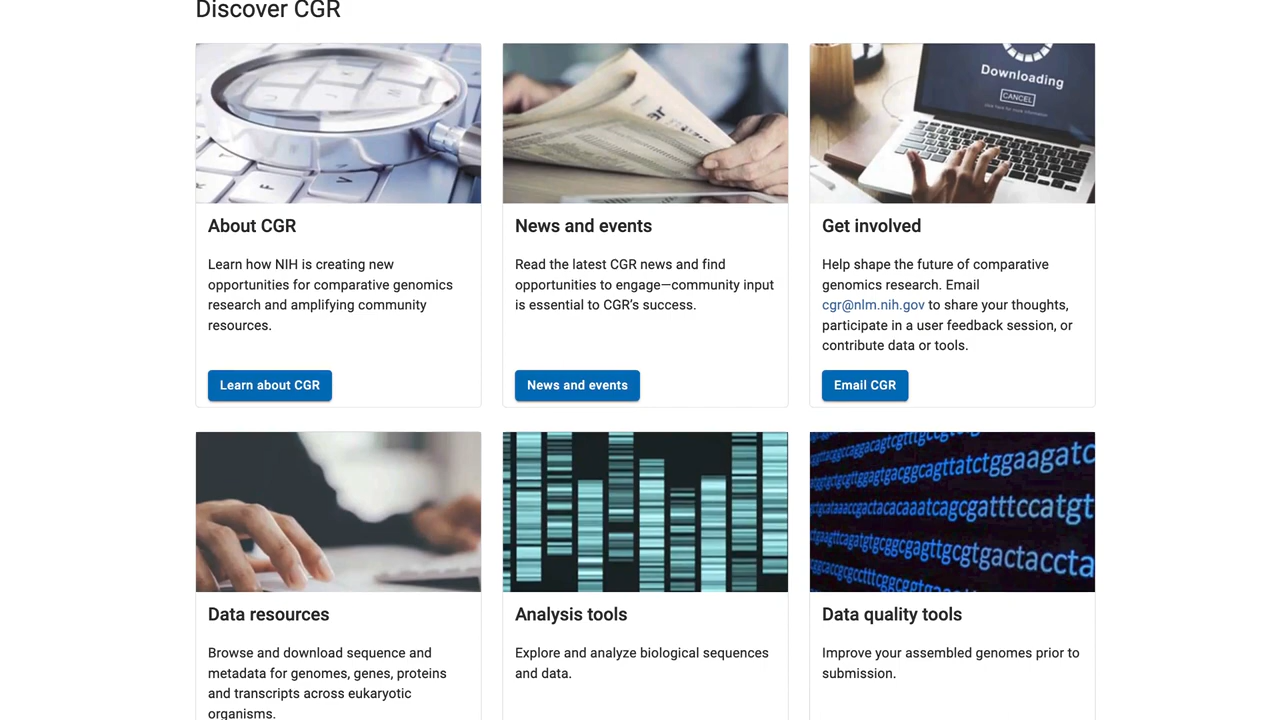 Discover CGR
Downloading
CANCEL
About CGR
Learn how NIH is creating new
opportunities for comparative genomics
research and amplifying community
resources.
Learn about CGR
News and events
Read the latest CGR news and find
opportunities to engage—community input
is essential to CGR's success.
News and events
Get involved
Help shape the future of comparative
genomics research. Email
cgr@nlm.nih.gov to share your thoughts,
participate in a user feedback session, or
contribute data or tools.
Email CGR
Data resources
Browse and download sequence and
metadata for genomes, genes, proteins
and transcripts across eukaryotic
organisms.
Analysis tools
Explore and analyze biological sequences
and data.
Data quality tools
Improve your assembled genomes prior to
submission.